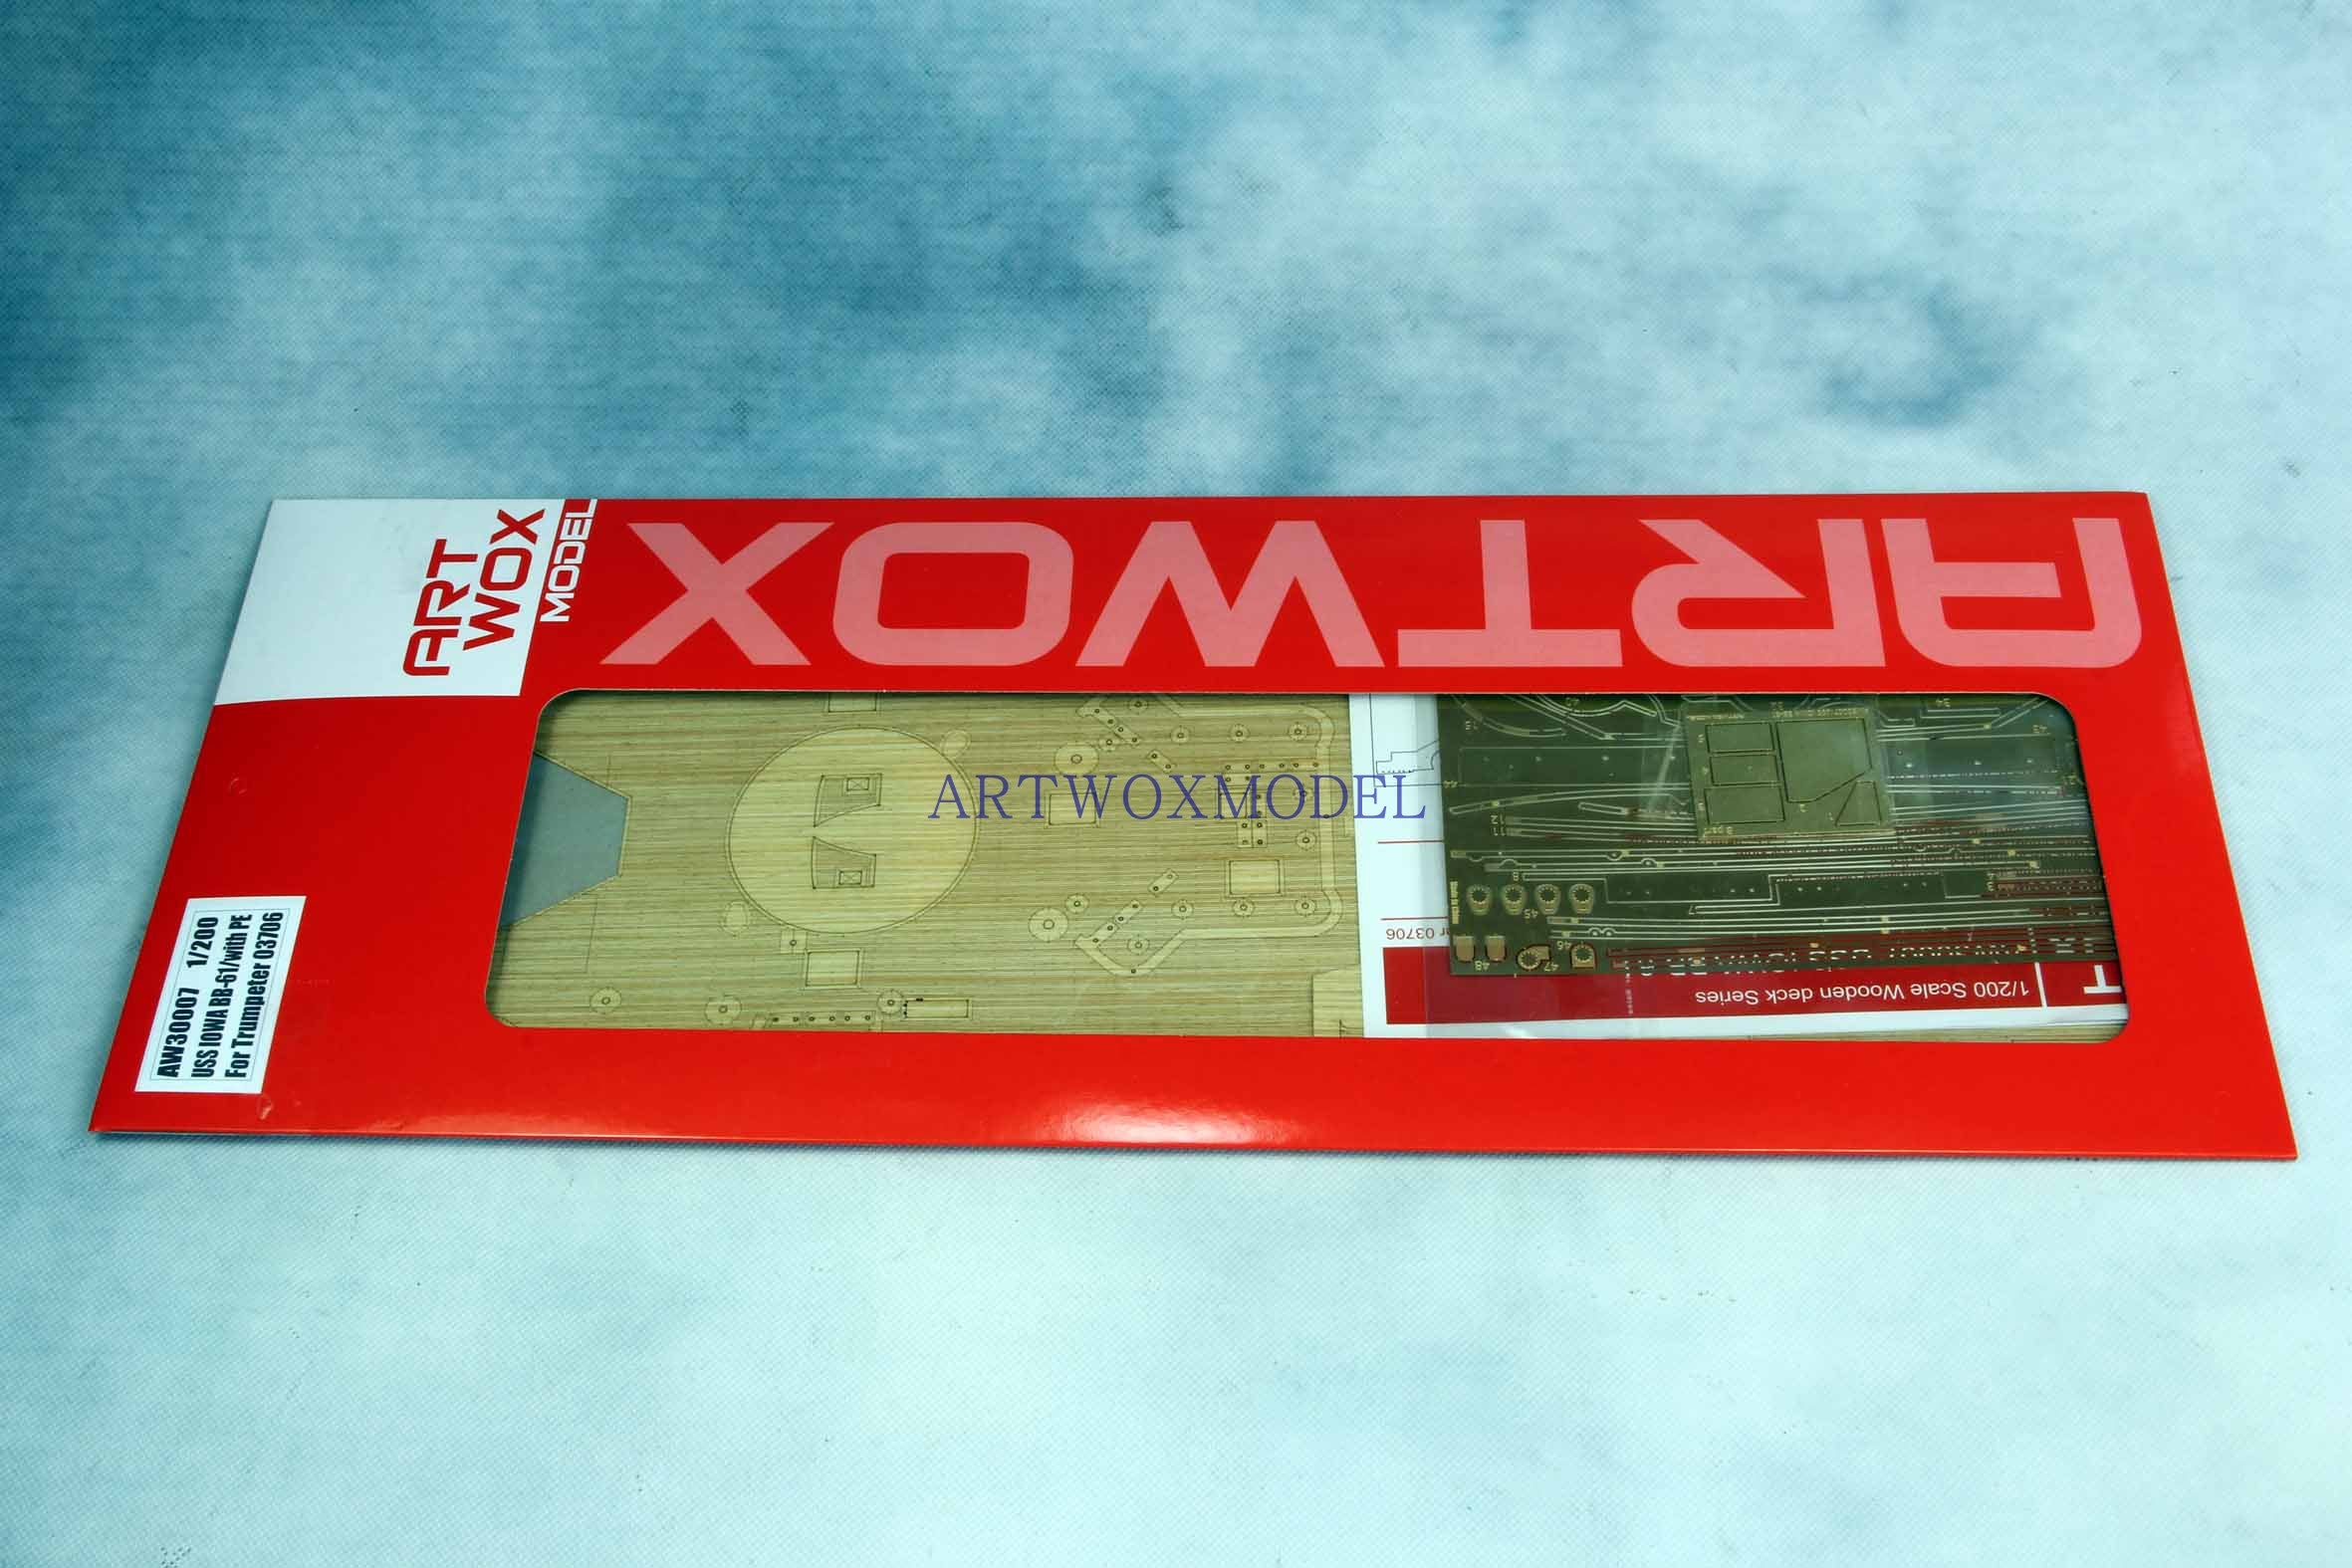 ART
WOX
MODEL
ARTWOX
ARTWOXMODEL
AW30007 1/200
USS IOWA BB-61/with PE
For Trumpeter 03706
03706
1/200 Scale Wooden deck Series